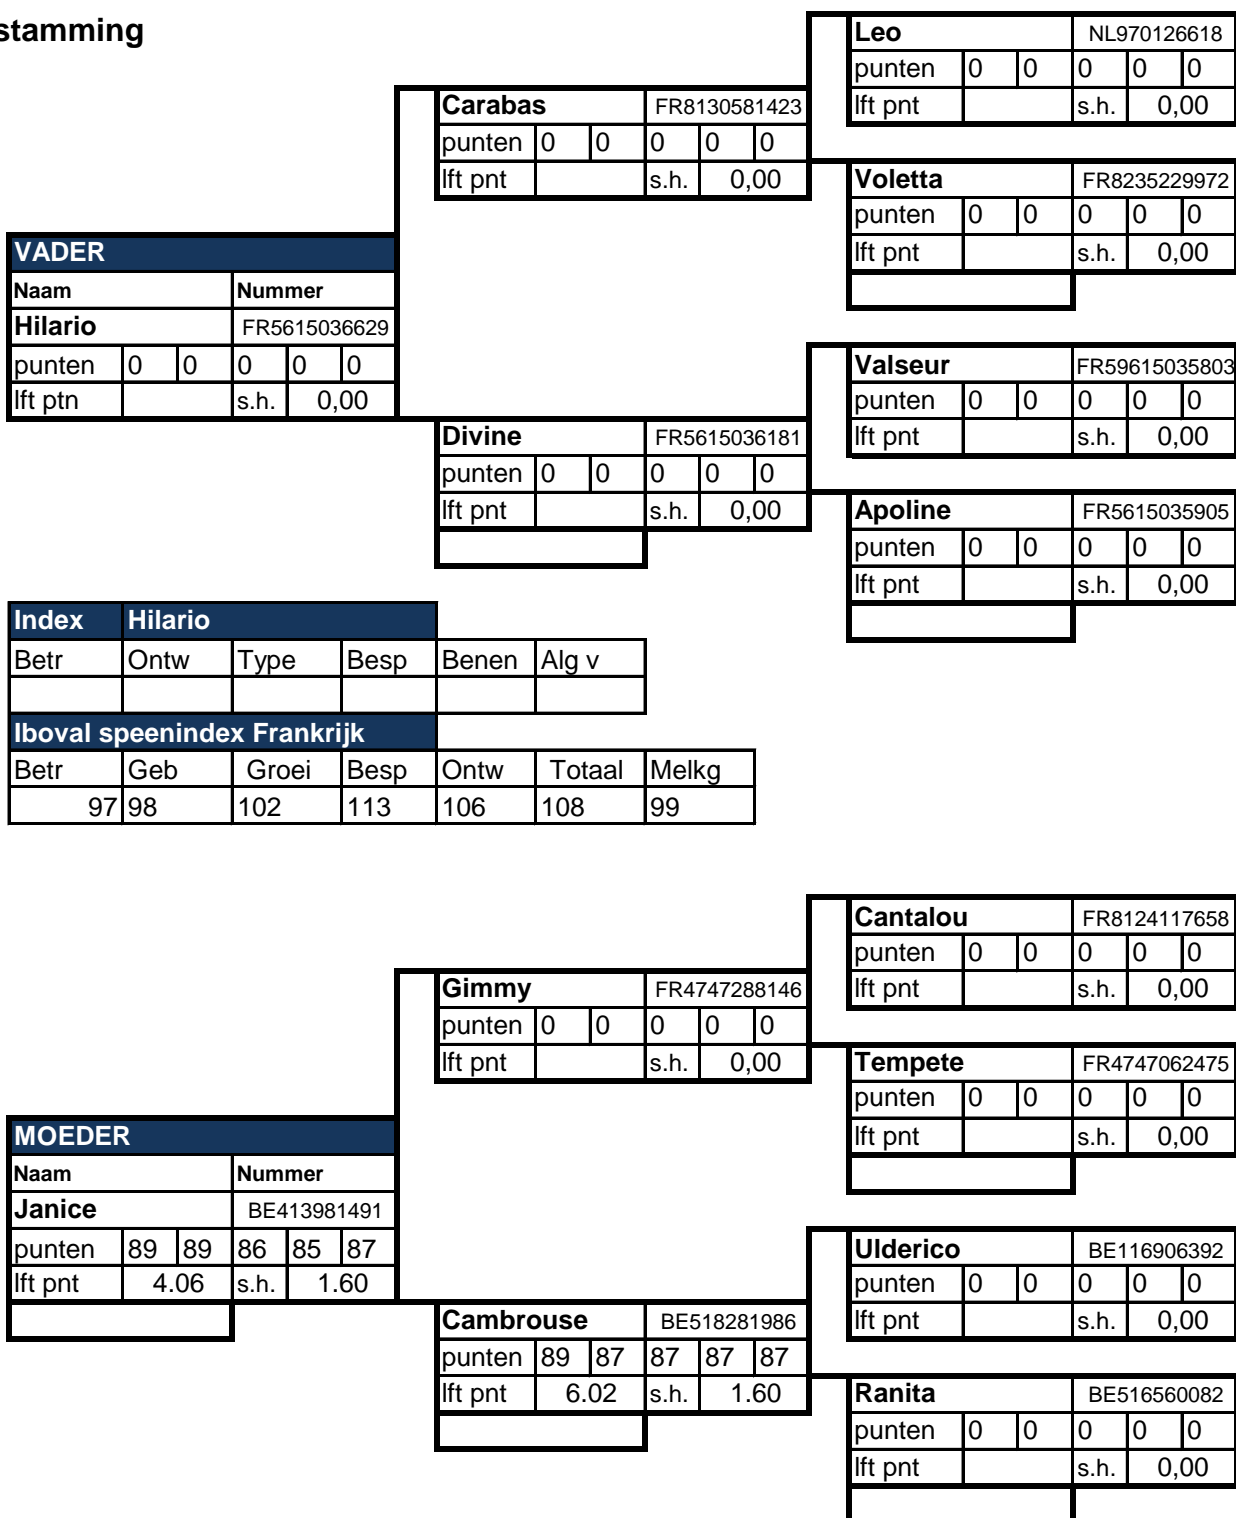 stamming
Leo NL970126618
punten 0 0 0 0 0
lft pnt s.h. 0,00
Carabas FR8130581423
punten 0 0 0 0 0
lft pnt s.h. 0,00
Voletta FR8235229972
punten 0 0 0 0 0
lft pnt s.h. 0,00
VADER
Naam Nummer
Hilario FR5615036629
punten 0 0 0 0 0
lft ptn s.h. 0,00
Valseur FR59615035803
punten 0 0 0 0 0
lft pnt s.h. 0,00
Divine FR5615036181
punten 0 0 0 0 0
lft pnt s.h. 0,00
Apoline FR5615035905
punten 0 0 0 0 0
lft pnt s.h. 0,00
Index Hilario
Betr Ontw Type Besp Benen Alg v
Iboval speenindex Frankrijk
Betr Geb Groei Besp Ontw Totaal Melkg
97 98 102 113 106 108 99
Cantalou FR8124117658
punten 0 0 0 0 0
lft pnt s.h. 0,00
Gimmy FR4747288146
punten 0 0 0 0 0
lft pnt s.h. 0,00
Tempete FR4747062475
punten 0 0 0 0 0
lft pnt s.h. 0,00
MOEDER
Naam Nummer
Janice BE413981491
punten 89 89 86 85 87
lft pnt 4.06 s.h. 1.60
Ulderico BE116906392
punten 0 0 0 0 0
lft pnt s.h. 0,00
Cambrouse BE518281986
punten 89 87 87 87 87
lft pnt 6.02 s.h. 1.60
Ranita BE516560082
punten 0 0 0 0 0
lft pnt s.h. 0,00